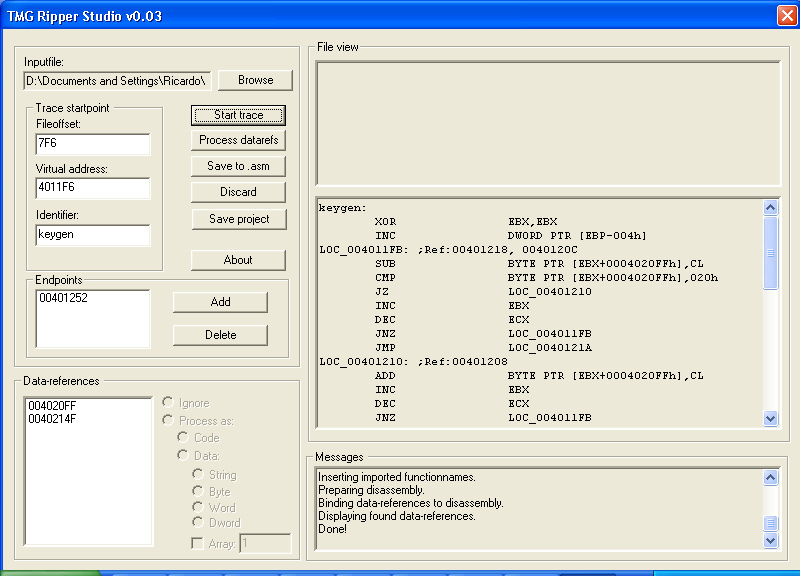 TMG Ripper Studio v0.03
Inputfile:
D:\Documents and Settings\Ricardo\
Browse
Trace startpoint
Fileoffset:
7F6
Virtual address:
4011F6
Identifier:
keygen
Start trace
Process datarefs
Save to .asm
Discard
Save project
About
Endpoints
00401252
Add
Delete
Data-references
004020FF
0040214F
Ignore
Process as:
Code
Data:
String
Byte
Word
Dword
Array: 1
File view
keygen:
XOR EBX,EBX
INC DWORD PTR [EBP-004h]
LOC_004011FB: ;Ref:00401218, 0040120C
SUB BYTE PTR [EBX+0004020FFh],CL
CMP BYTE PTR [EBX+0004020FFh],020h
JZ LOC_00401210
INC EBX
DEC ECX
JNZ LOC_004011FB
JMP LOC_0040121A
LOC_00401210: ;Ref:00401208
ADD BYTE PTR [EBX+0004020FFh],CL
INC EBX
DEC ECX
JNZ LOC_004011FB
Messages
Inserting imported functionnames.
Preparing disassembly.
Binding data-references to disassembly.
Displaying found data-references.
Done!